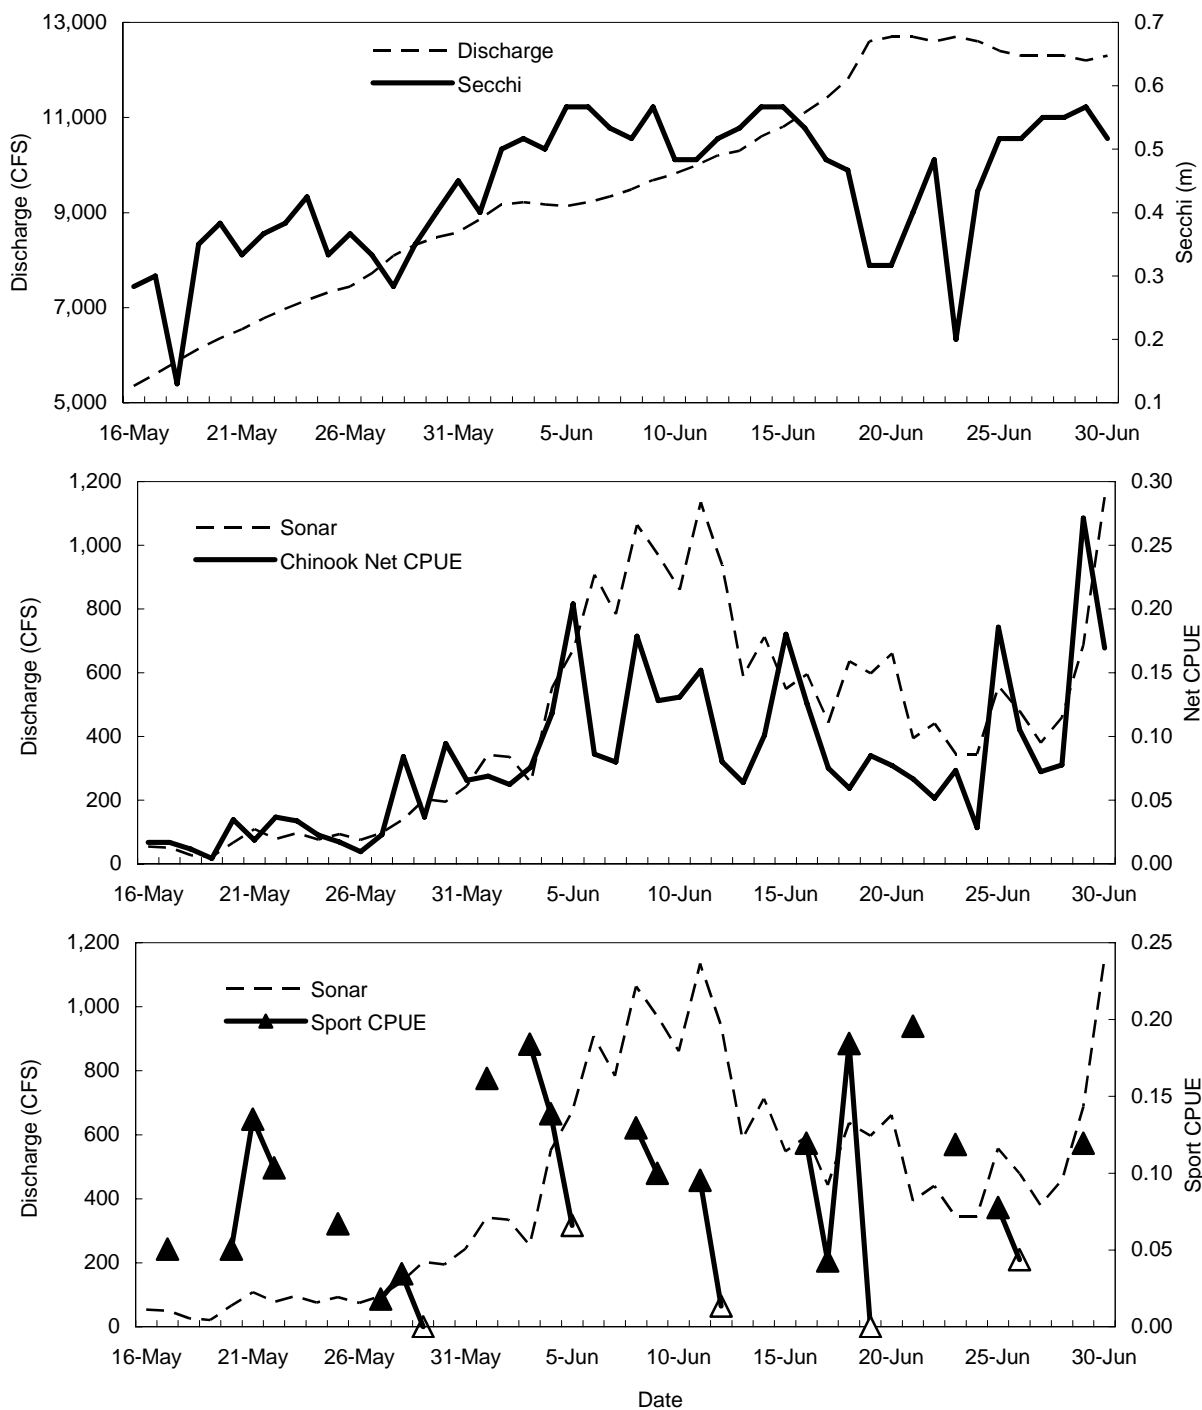 13,000
11,000
9,000
7,000
5,000
Discharge (CFS)
Discharge
Secchi
0.7
0.6
0.5
0.4
0.3
0.2
0.1
Secchi (m)
16-May 21-May 26-May 31-May 5-Jun 10-Jun 15-Jun 20-Jun 25-Jun 30-Jun
1,200
1,000
800
600
400
200
0
Discharge (CFS)
Sonar
Chinook Net CPUE
0.30
0.25
0.20
0.15
0.10
0.05
0.00
Net CPUE
16-May 21-May 26-May 31-May 5-Jun 10-Jun 15-Jun 20-Jun 25-Jun 30-Jun
1,200
1,000
800
600
400
200
0
Discharge (CFS)
Sonar
Sport CPUE
0.25
0.20
0.15
0.10
0.05
0.00
Sport CPUE
16-May 21-May 26-May 31-May 5-Jun 10-Jun 15-Jun 20-Jun 25-Jun 30-Jun
Date